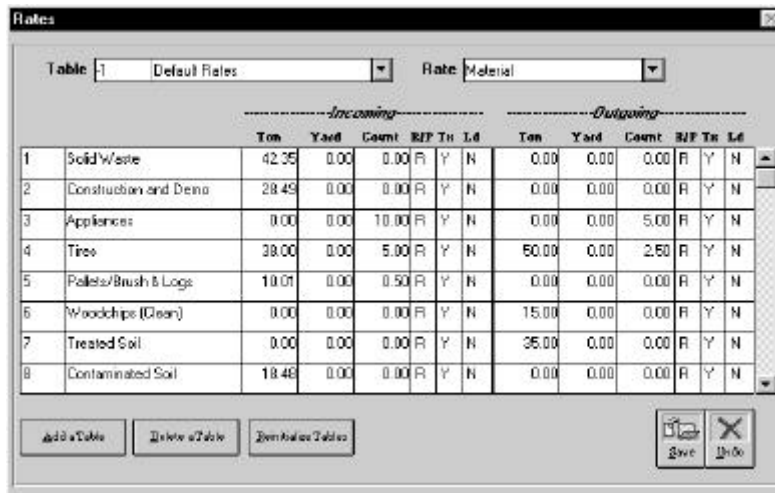 Rates
Table -1 Default Rates Rate Material
Incoming Outgoing
Ton Yard Count R/P Tx Ld Ton Yard Count R/P Tx Ld
1 Solid Waste 42.35 0.00 0.00 R Y N 0.00 0.00 0.00 R Y N
2 Construction and Demo 28.49 0.00 0.00 R Y N 0.00 0.00 0.00 R Y N
3 Appliances 0.00 0.00 10.00 R Y N 0.00 0.00 5.00 R Y N
4 Tires 38.00 0.00 5.00 R Y N 50.00 0.00 2.50 R Y N
5 Pallets/Brush & Logs 10.01 0.00 0.50 R Y N 0.00 0.00 0.00 R Y N
6 Woodchips (Clean) 0.00 0.00 0.00 R Y N 15.00 0.00 0.00 R Y N
7 Treated Soil 0.00 0.00 0.00 R Y N 35.00 0.00 0.00 R Y N
8 Contaminated Soil 18.48 0.00 0.00 R Y N 0.00 0.00 0.00 R Y N
Add a Table Delete a Table Reinitialize Tables Save Undo